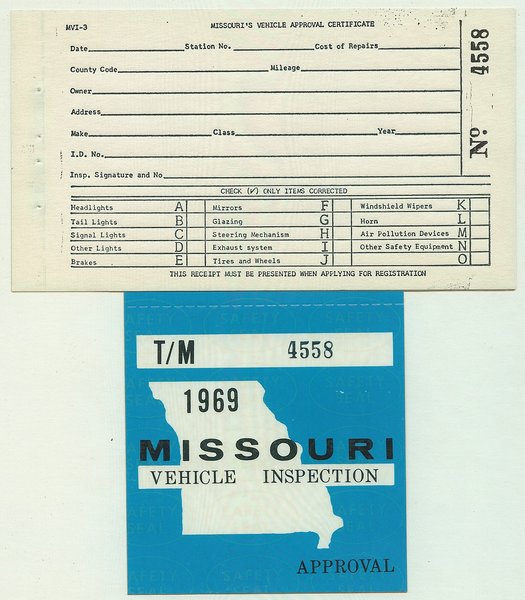 MVI-3 MISSOURI'S VEHICLE APPROVAL CERTIFICATE
Date Station No. Cost of Repairs
County Code Mileage
Owner
Address
Make Class Year
I.D. No.
Insp. Signature and No
No. 4558
CHECK (✓) ONLY ITEMS CORRECTED
Headlights A Mirrors F Windshield Wipers K
Tail Lights B Glazing G Horn L
Signal Lights C Steering Mechanism H Air Pollution Devices M
Other Lights D Exhaust system I Other Safety Equipment N
Brakes E Tires and Wheels J O
THIS RECEIPT MUST BE PRESENTED WHEN APPLYING FOR REGISTRATION
T/M 4558
1969
MISSOURI
VEHICLE INSPECTION
APPROVAL
SAFETY
SEAL